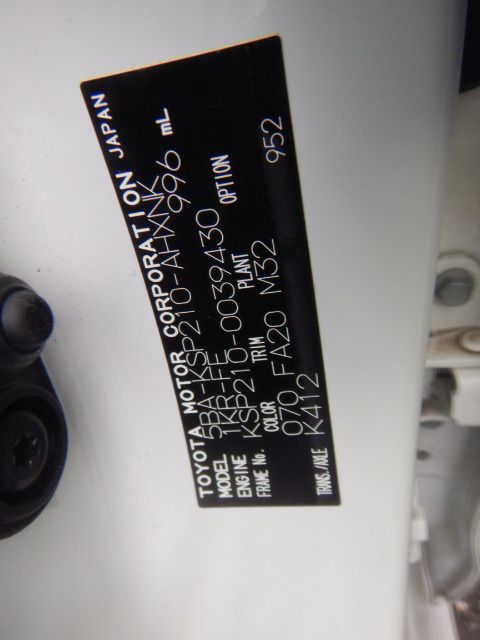 TOYOTA MOTOR CORPORATION JAPAN
MODEL 5BA-KSP210-AHXNK
ENGINE 1KR-FE 996 mL
FRAME No. KSP210-0039430
COLOR TRIM PLANT OPTION
070 FA20 M32 952
TRANS./AXLE K412